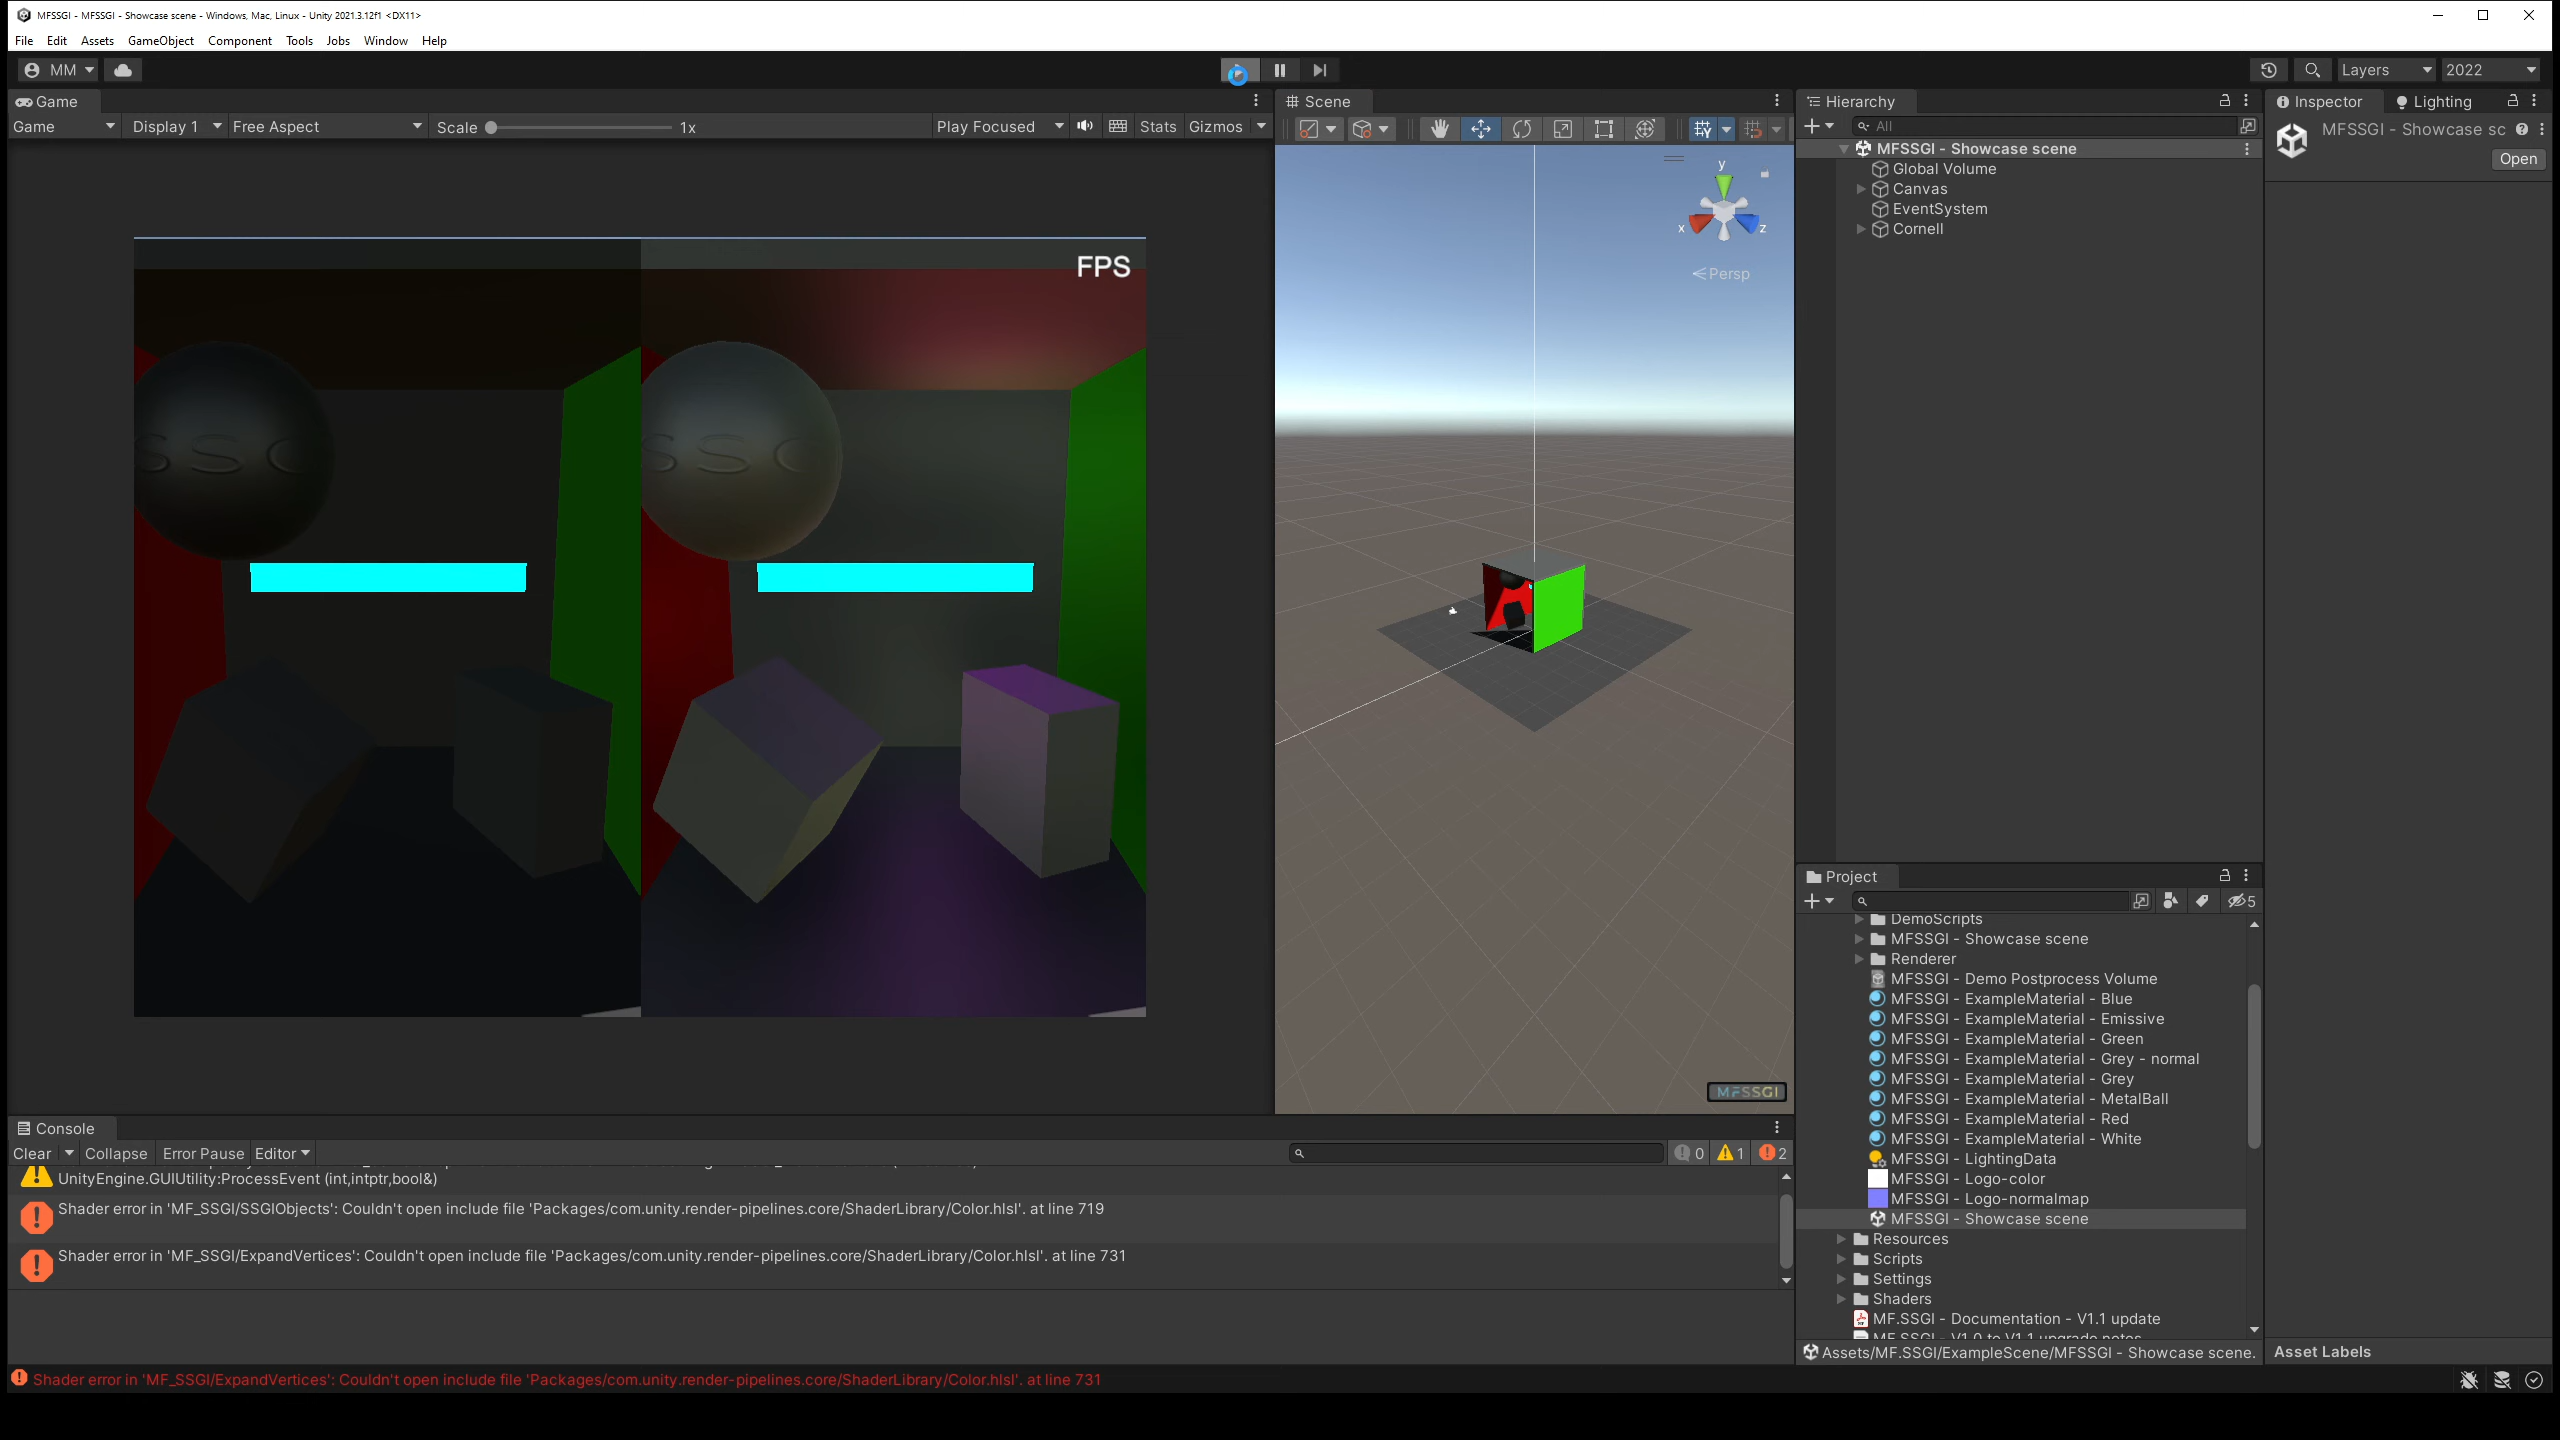 MFSSGI - MFSSGI - Showcase scene - Windows, Mac, Linux - Unity 2021.3.12f1 <DX11>
File Edit Assets GameObject Component Tools Jobs Window Help
MM Layers 2022
Game
Game Display 1 Free Aspect Scale 1x Play Focused Stats Gizmos
FPS
SSG
SSG
Scene
y
x z
Persp
MFSSGI
Hierarchy
All
MFSSGI - Showcase scene
Global Volume
Canvas
EventSystem
Cornell
Inspector Lighting
MFSSGI - Showcase sc
Open
Project
5
DemoScripts
MFSSGI - Showcase scene
Renderer
MFSSGI - Demo Postprocess Volume
MFSSGI - ExampleMaterial - Blue
MFSSGI - ExampleMaterial - Emissive
MFSSGI - ExampleMaterial - Green
MFSSGI - ExampleMaterial - Grey - normal
MFSSGI - ExampleMaterial - Grey
MFSSGI - ExampleMaterial - MetalBall
MFSSGI - ExampleMaterial - Red
MFSSGI - ExampleMaterial - White
MFSSGI - LightingData
MFSSGI - Logo-color
MFSSGI - Logo-normalmap
MFSSGI - Showcase scene
Resources
Scripts
Settings
Shaders
MF.SSGI - Documentation - V1.1 update
MF.SSGI - V1.0 to V1.1 upgrade notes
Assets/MF.SSGI/ExampleScene/MFSSGI - Showcase scene.
Asset Labels
Console
Clear Collapse Error Pause Editor 0 1 2
UnityEngine.GUIUtility:ProcessEvent (int,intptr,bool&)
Shader error in 'MF_SSGI/SSGIObjects': Couldn't open include file 'Packages/com.unity.render-pipelines.core/ShaderLibrary/Color.hlsl'. at line 719
Shader error in 'MF_SSGI/ExpandVertices': Couldn't open include file 'Packages/com.unity.render-pipelines.core/ShaderLibrary/Color.hlsl'. at line 731
Shader error in 'MF_SSGI/ExpandVertices': Couldn't open include file 'Packages/com.unity.render-pipelines.core/ShaderLibrary/Color.hlsl'. at line 731